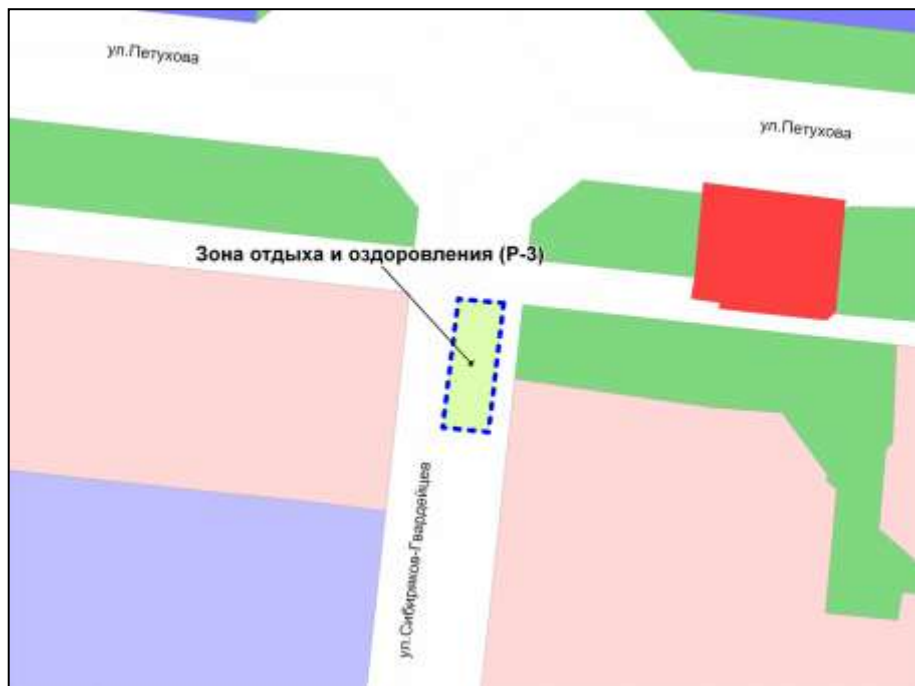 ул.Петухова
ул.Петухова
Зона отдыха и оздоровления (Р-3)
ул.Сибиряков-Гвардейцев